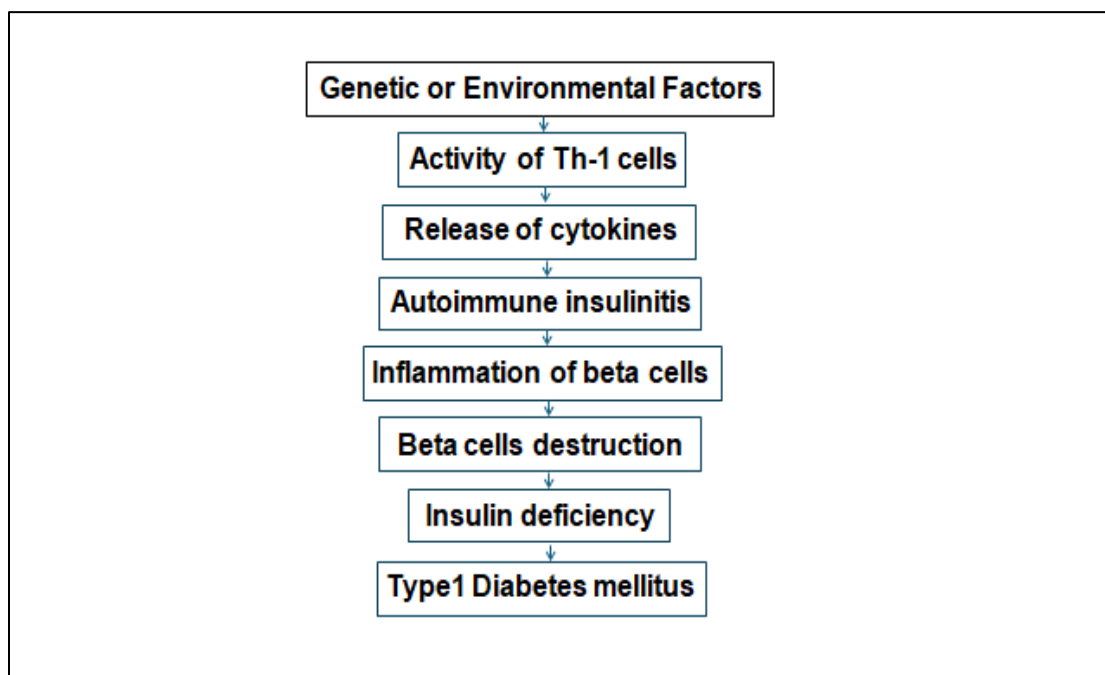 Genetic or Environmental Factors
Activity of Th-1 cells
Release of cytokines
Autoimmune insulinitis
Inflammation of beta cells
Beta cells destruction
Insulin deficiency
Type1 Diabetes mellitus